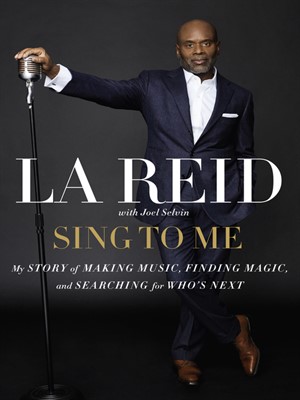 LA REID
with Joel Selvin
SING TO ME
My STORY of MAKING MUSIC, FINDING MAGIC,
and SEARCHING for WHO'S NEXT